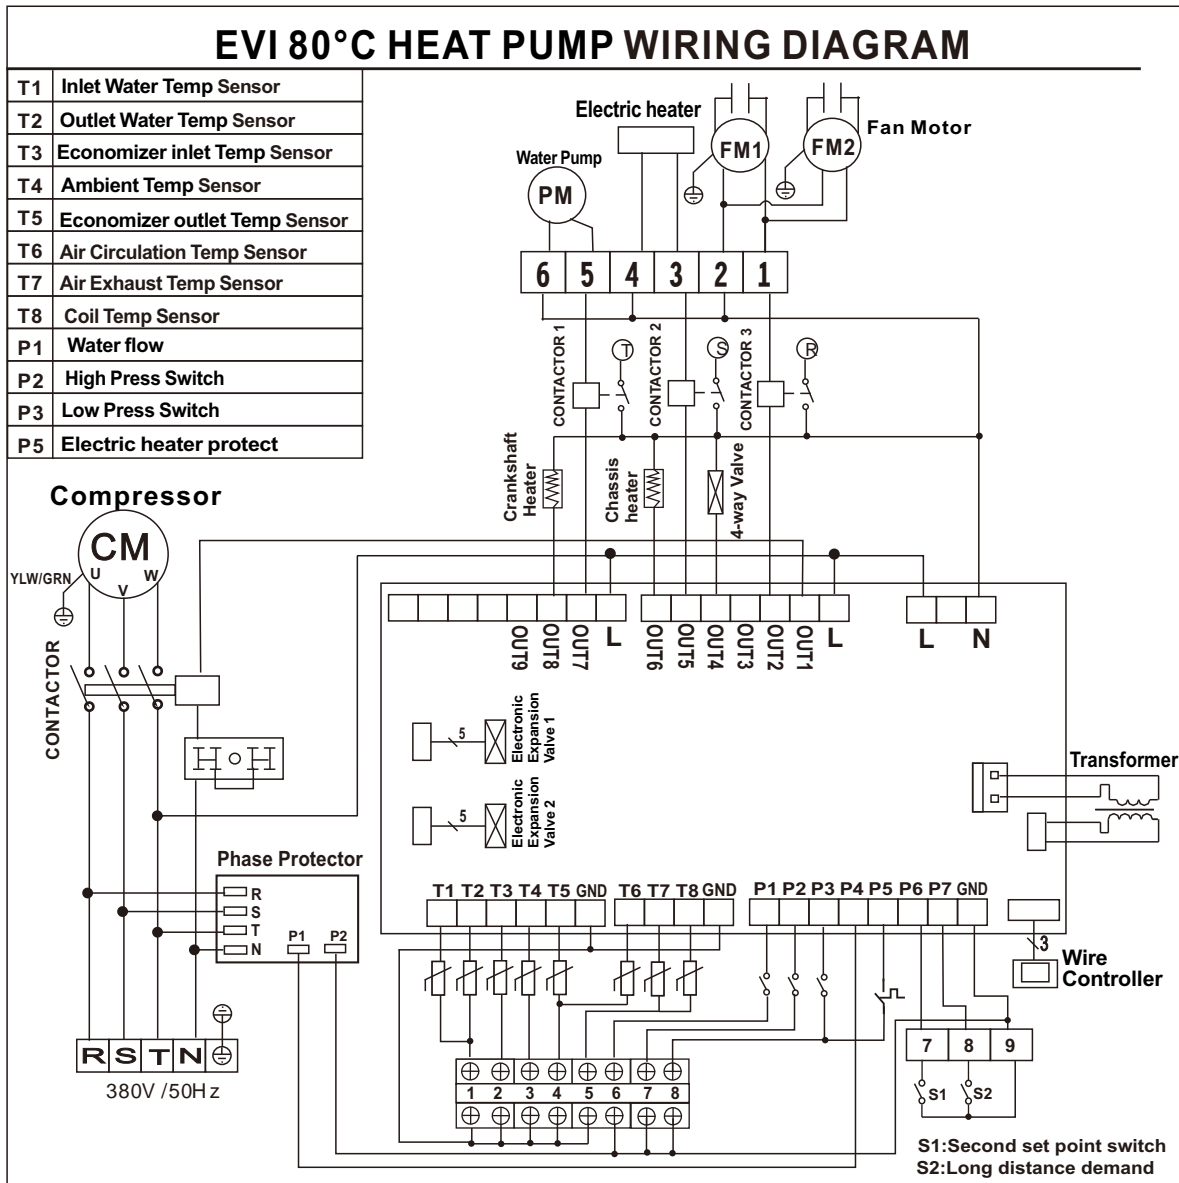 EVI 80°C HEAT PUMP WIRING DIAGRAM
T1 Inlet Water Temp Sensor
T2 Outlet Water Temp Sensor
T3 Economizer inlet Temp Sensor
T4 Ambient Temp Sensor
T5 Economizer outlet Temp Sensor
T6 Air Circulation Temp Sensor
T7 Air Exhaust Temp Sensor
T8 Coil Temp Sensor
P1 Water flow
P2 High Press Switch
P3 Low Press Switch
P5 Electric heater protect
Electric heater
Fan Motor
FM1
FM2
Water Pump
PM
6 5 4 3 2 1
CONTACTOR 1
T
CONTACTOR 2
S
CONTACTOR 3
R
Crankshaft
Heater
Chassis
heater
4-way Valve
Compressor
CM
U
V
W
YLW/GRN
CONTACTOR
OUT9
OUT8
OUT7
L
OUT6
OUT5
OUT4
OUT3
OUT2
OUT1
L
L
N
5
Electronic
Expansion
Valve 1
5
Electronic
Expansion
Valve 2
Transformer
Phase Protector
R
S
T
N
P1
P2
T1 T2 T3 T4 T5 GND
T6 T7 T8 GND
P1 P2 P3 P4 P5 P6 P7 GND
3
Wire
Controller
R S T N
380V /50Hz
1 2 3 4 5 6 7 8
7 8 9
S1
S2
S1:Second set point switch
S2:Long distance demand